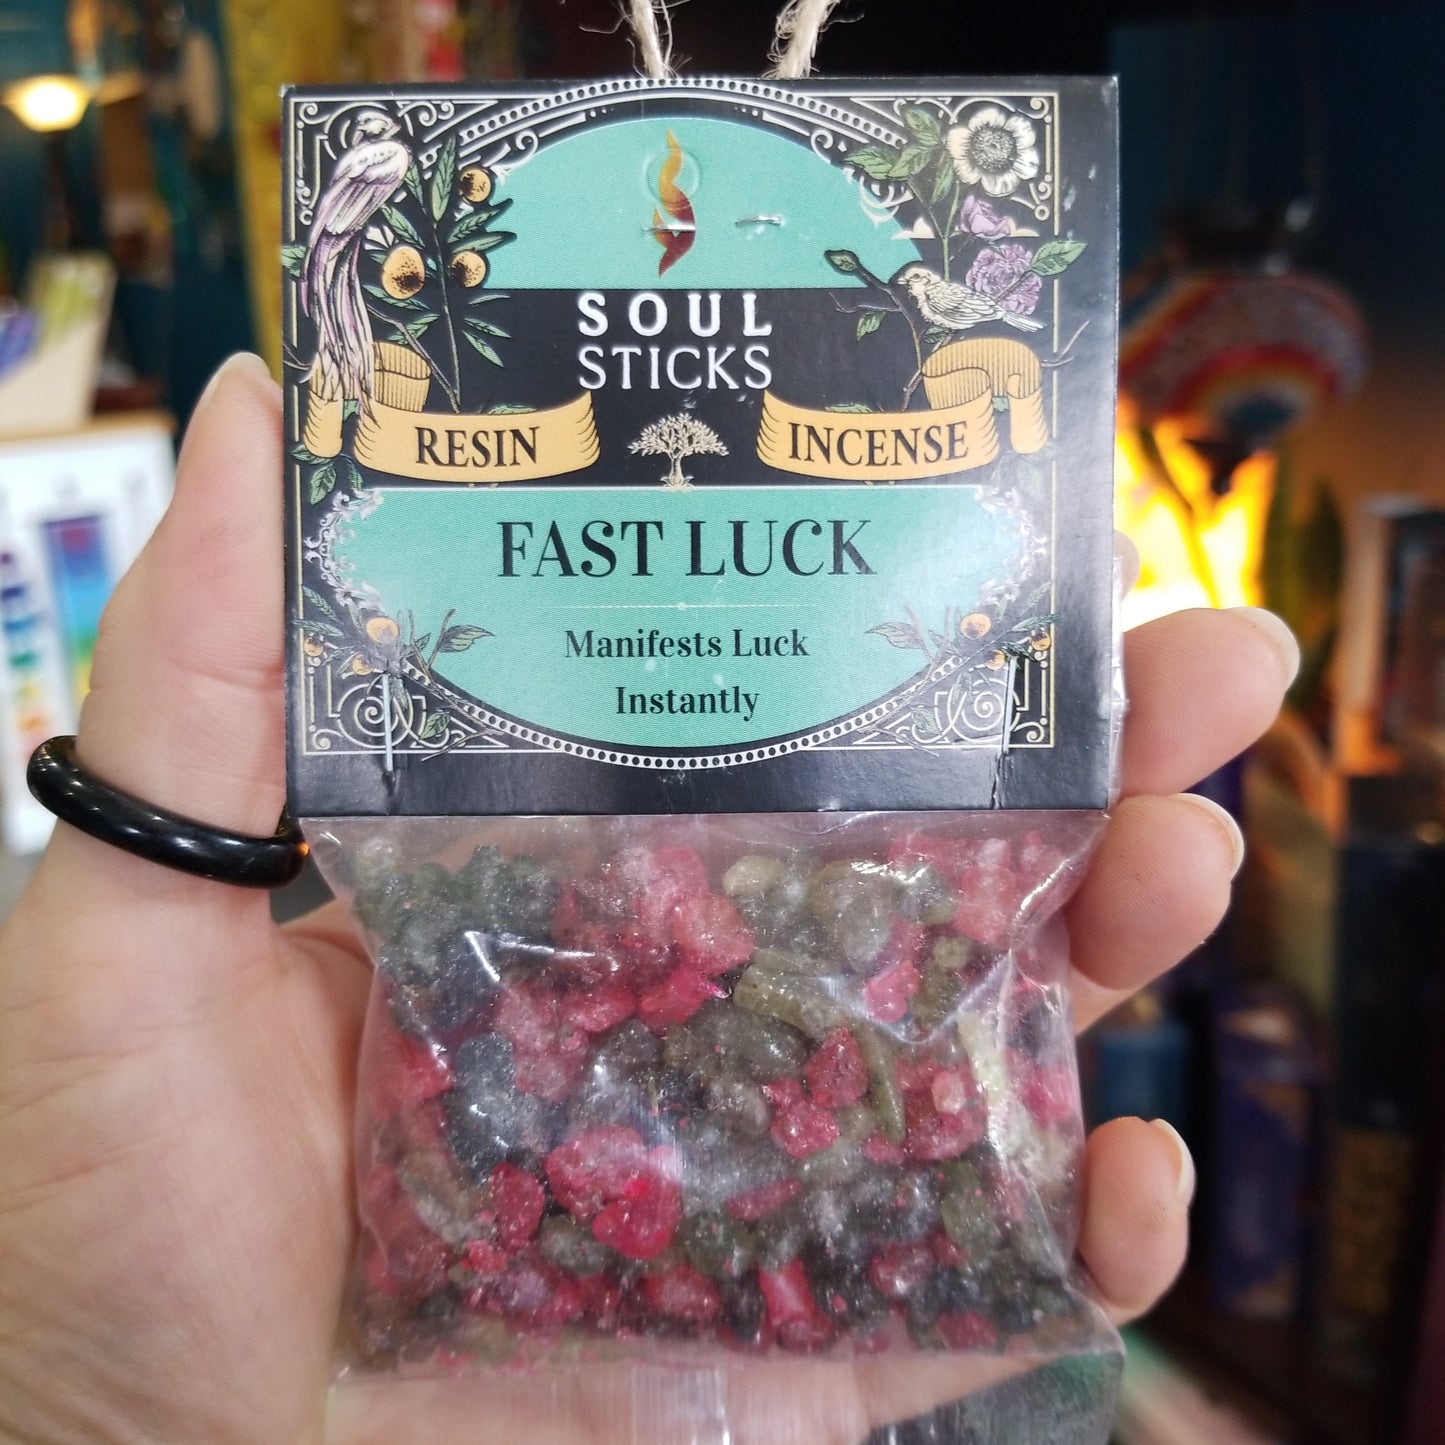 SOUL
STICKS
RESIN INCENSE
FAST LUCK
Manifests Luck
Instantly